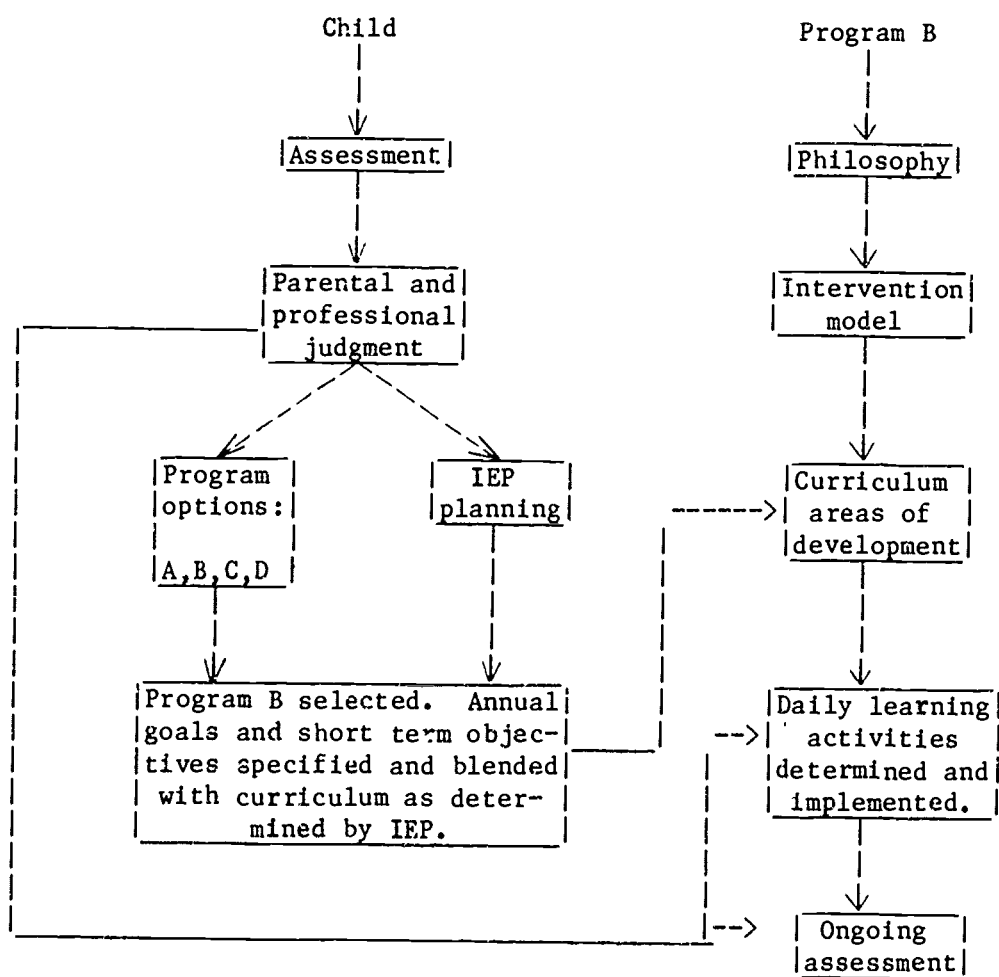 Child
Assessment
Parental and
professional
judgment
Program
options:
A,B,C,D
IEP
planning
Program B selected. Annual
goals and short term objec-
tives specified and blended
with curriculum as deter-
mined by IEP.
Program B
Philosophy
Intervention
model
Curriculum
areas of
development
Daily learning
activities
determined and
implemented.
Ongoing
assessment